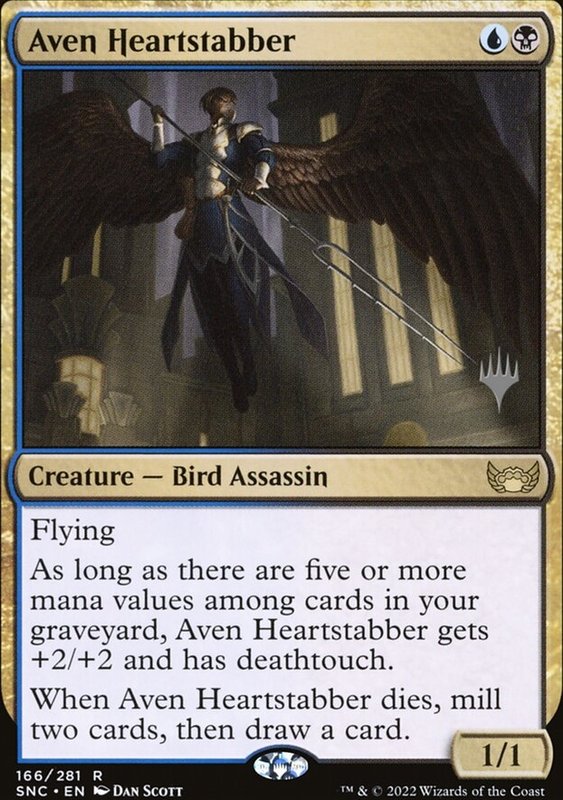 Aven Heartstabber
Creature — Bird Assassin
Flying
As long as there are five or more
mana values among cards in your
graveyard, Aven Heartstabber gets
+2/+2 and has deathtouch.
When Aven Heartstabber dies, mill
two cards, then draw a card.
1/1
166/281 R
SNC • EN Dan Scott
™ & © 2022 Wizards of the Coast